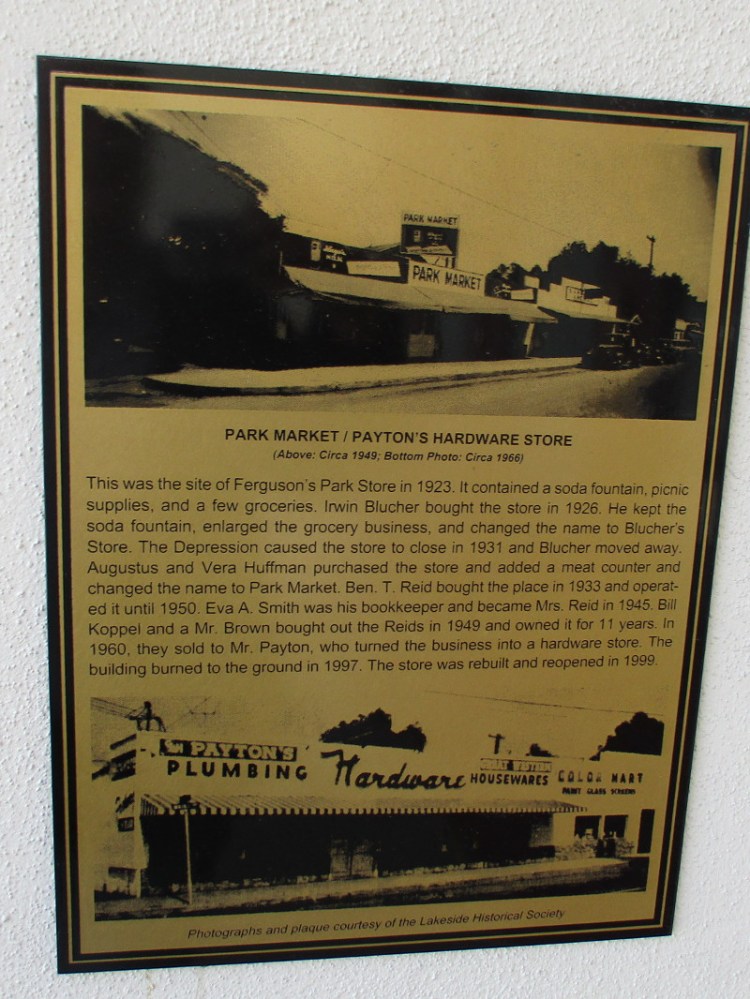 PARK MARKET
PARK MARKET
PARK MARKET / PAYTON'S HARDWARE STORE
(Above: Circa 1949; Bottom Photo: Circa 1966)
This was the site of Ferguson's Park Store in 1923. It contained a soda fountain, picnic
supplies, and a few groceries. Irwin Blucher bought the store in 1926. He kept the
soda fountain, enlarged the grocery business, and changed the name to Blucher's
Store. The Depression caused the store to close in 1931 and Blucher moved away.
Augustus and Vera Huffman purchased the store and added a meat counter and
changed the name to Park Market. Ben. T. Reid bought the place in 1933 and operat-
ed it until 1950. Eva A. Smith was his bookkeeper and became Mrs. Reid in 1945. Bill
Koppel and a Mr. Brown bought out the Reids in 1949 and owned it for 11 years. In
1960, they sold to Mr. Payton, who turned the business into a hardware store. The
building burned to the ground in 1997. The store was rebuilt and reopened in 1999.
PAYTON'S
PLUMBING Hardware HOUSEWARES COLOR MART
Photographs and plaque courtesy of the Lakeside Historical Society